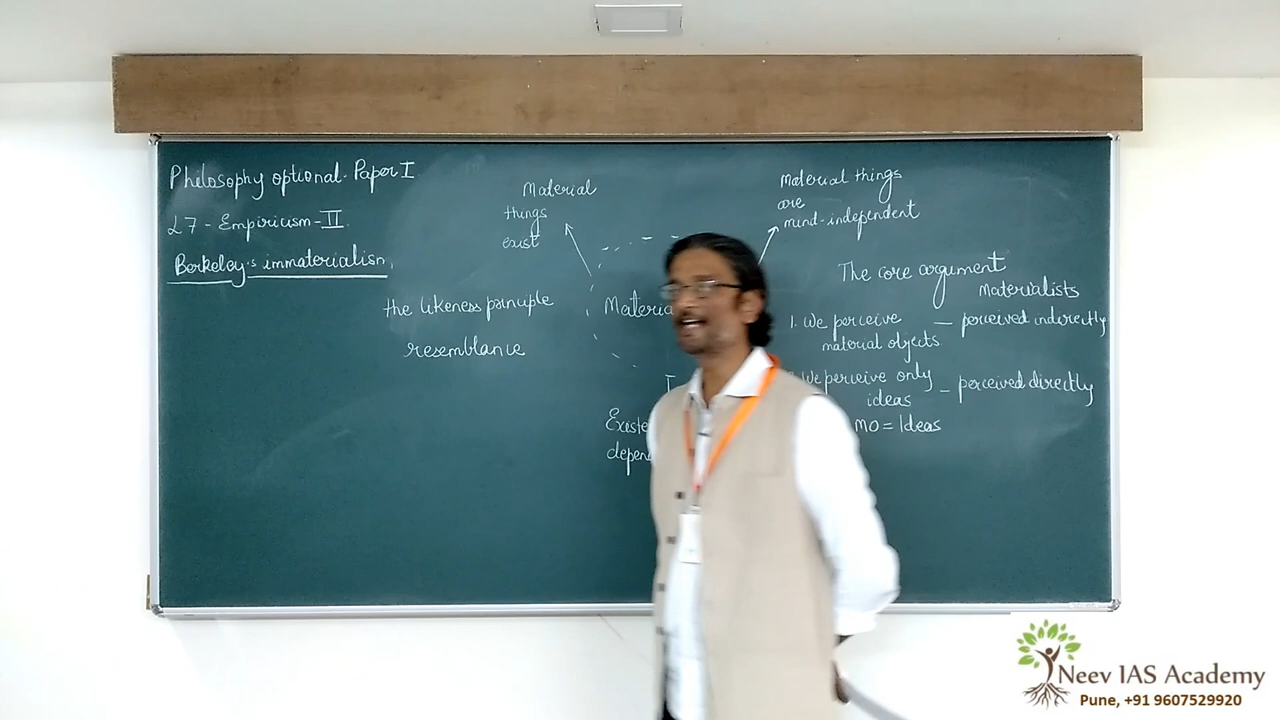 Philosophy optional - Paper I
L7 - Empiricism - II
Berkeley's immaterialism
Material
things
exist
the likeness principle
resemblance
Material things
are
mind-independent
The core argument
Materialists
1. We perceive — perceived indirectly
material objects
We perceive only — perceived directly
ideas
MO = Ideas
Neev IAS Academy
Pune, +91 9607529920